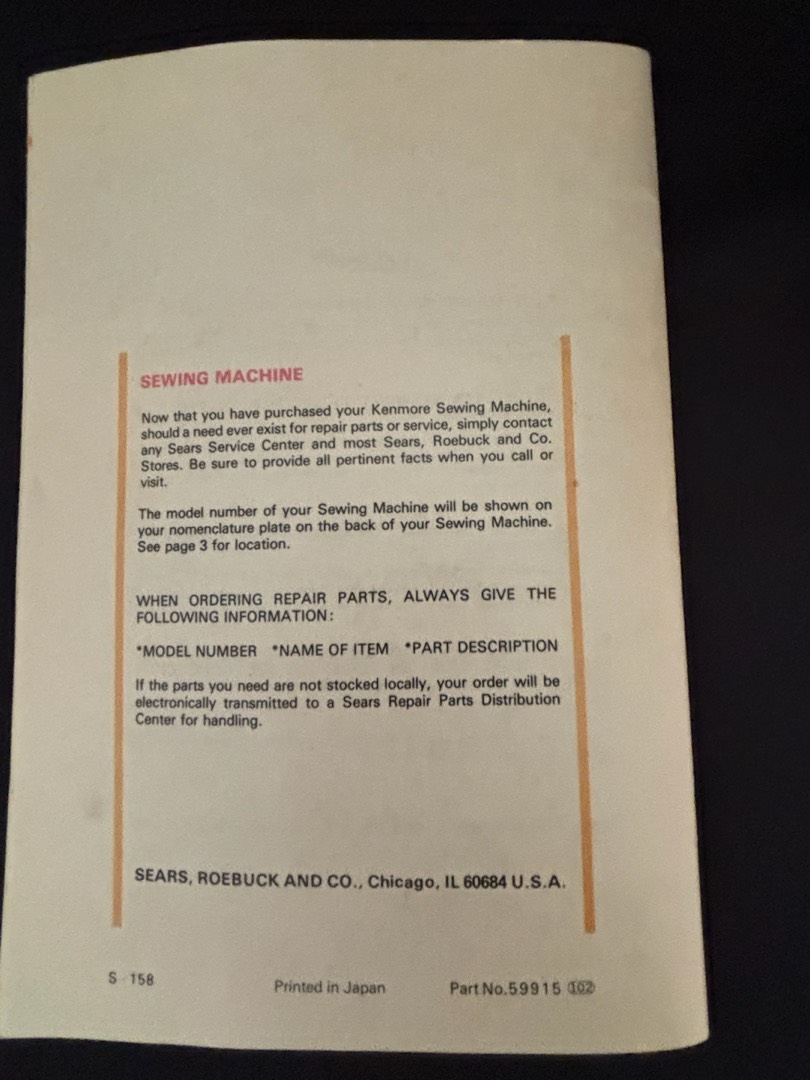 SEWING MACHINE
Now that you have purchased your Kenmore Sewing Machine,
should a need ever exist for repair parts or service, simply contact
any Sears Service Center and most Sears, Roebuck and Co.
Stores. Be sure to provide all pertinent facts when you call or
visit.
The model number of your Sewing Machine will be shown on
your nomenclature plate on the back of your Sewing Machine.
See page 3 for location.
WHEN ORDERING REPAIR PARTS, ALWAYS GIVE THE
FOLLOWING INFORMATION:
*MODEL NUMBER *NAME OF ITEM *PART DESCRIPTION
If the parts you need are not stocked locally, your order will be
electronically transmitted to a Sears Repair Parts Distribution
Center for handling.
SEARS, ROEBUCK AND CO., Chicago, IL 60684 U.S.A.
S 158 Printed in Japan Part No.59915 102